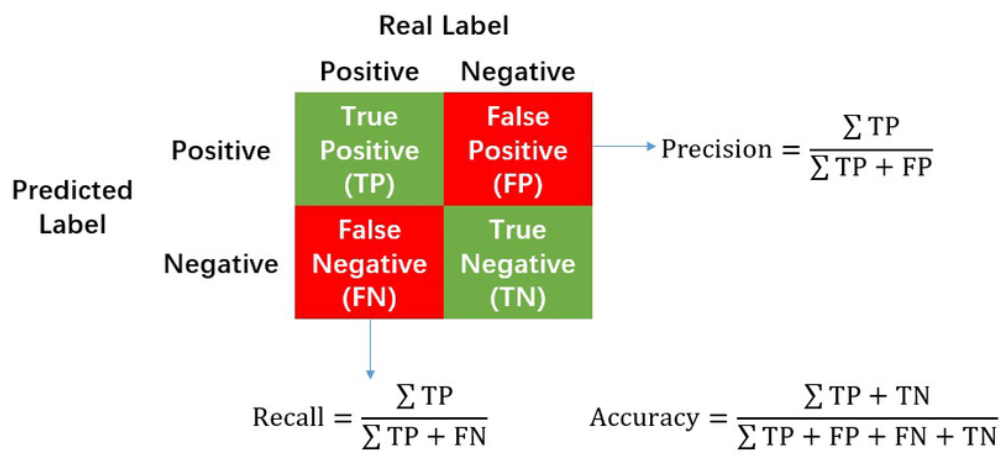 Real Label
Positive Negative
True Positive (TP)
False Positive (FP)
Positive
Precision = ∑ TP / ∑ TP + FP
Predicted Label
False Negative (FN)
True Negative (TN)
Negative
Recall = ∑ TP / ∑ TP + FN
Accuracy = ∑ TP + TN / ∑ TP + FP + FN + TN